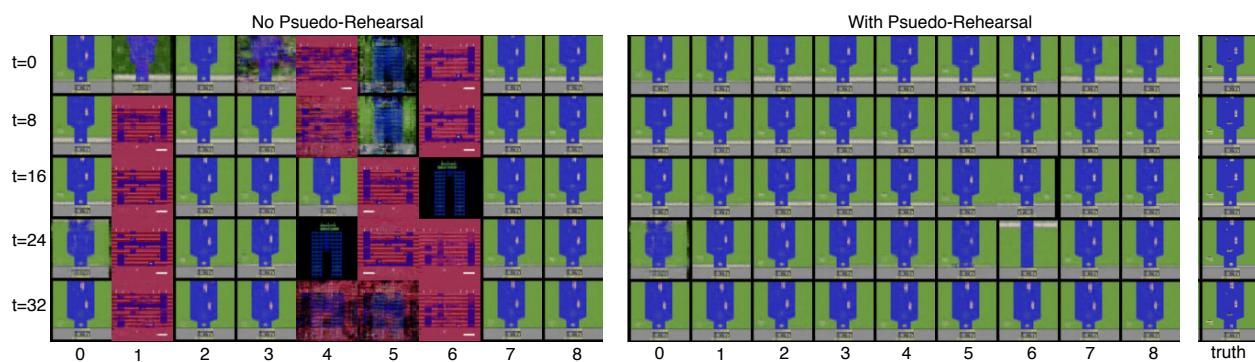 No Psuedo-Rehearsal
With Psuedo-Rehearsal
t=0
t=8
t=16
t=24
t=32
0 1 2 3 4 5 6 7 8
0 1 2 3 4 5 6 7 8
truth